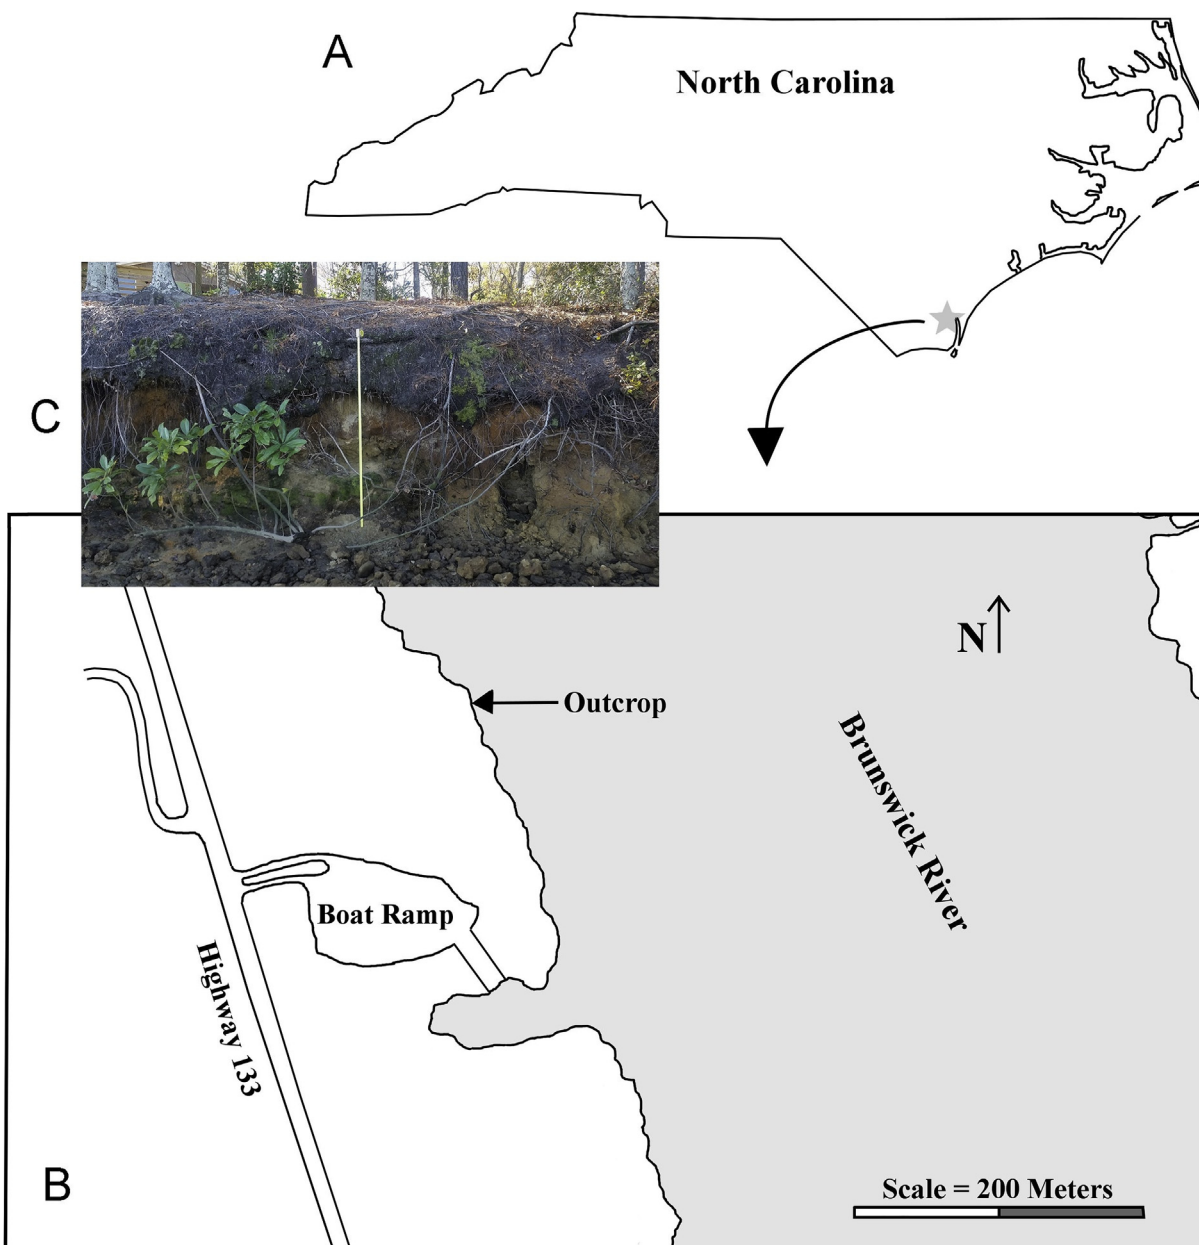 A
North Carolina
C
N
Outcrop
Brunswick River
Boat Ramp
Highway 133
B
Scale = 200 Meters